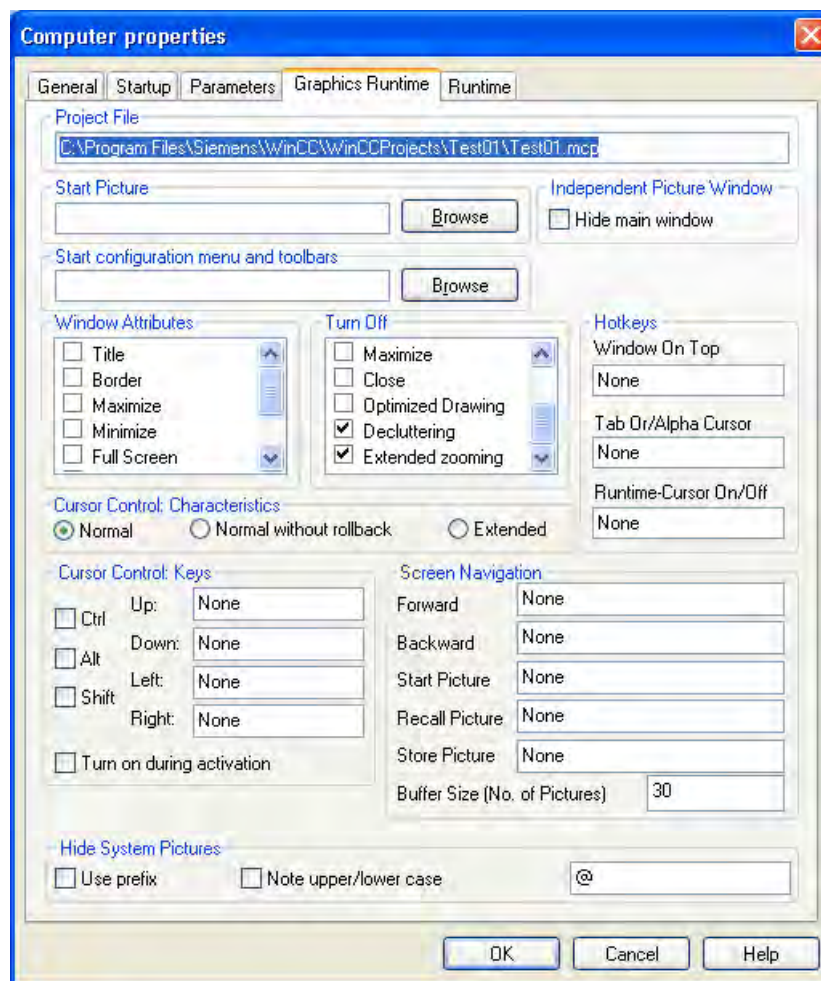 Computer properties
General Startup Parameters Graphics Runtime Runtime
Project File
C:\Program Files\Siemens\WinCC\WinCCProjects\Test01\Test01.mcp
Start Picture
Browse
Independent Picture Window
Hide main window
Start configuration menu and toolbars
Browse
Window Attributes
Title
Border
Maximize
Minimize
Full Screen
Turn Off
Maximize
Close
Optimized Drawing
Decluttering
Extended zooming
Hotkeys
Window On Top
None
Tab Or/Alpha Cursor
None
Runtime-Cursor On/Off
None
Cursor Control: Characteristics
Normal Normal without rollback Extended
Cursor Control: Keys
Ctrl
Alt
Shift
Up: None
Down: None
Left: None
Right: None
Turn on during activation
Screen Navigation
Forward None
Backward None
Start Picture None
Recall Picture None
Store Picture None
Buffer Size (No. of Pictures) 30
Hide System Pictures
Use prefix Note upper/lower case @
OK Cancel Help